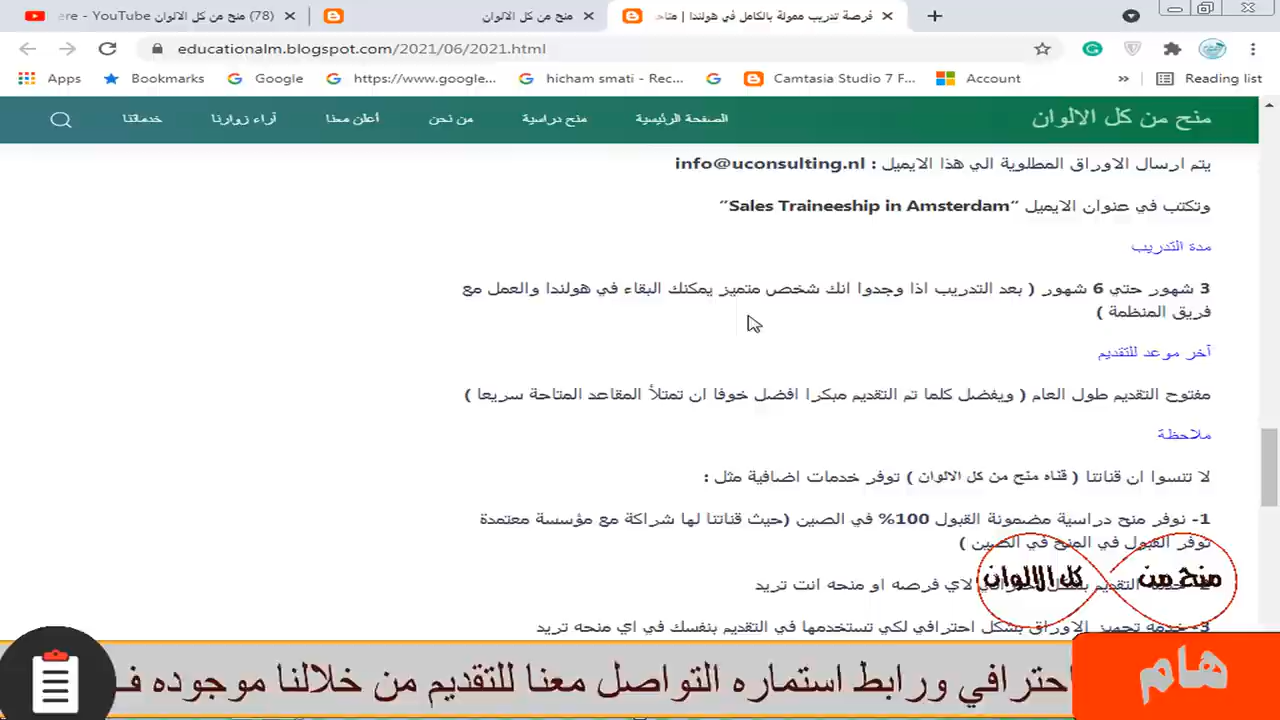 (78) منح من كل الالوان - YouTube
منح من كل الالوان
فرصة تدريب ممولة بالكامل في هولندا | متاح
educationalm.blogspot.com/2021/06/2021.html
Apps
Bookmarks
Google
https://www.google...
hicham smati - Rec...
Camtasia Studio 7 F...
Account
»
Reading list
منح من كل الالوان
الصفحة الرئيسية
منح دراسية
من نحن
أعلن معنا
آراء زوارنا
خدماتنا
يتم ارسال الاوراق المطلوبة الي هذا الايميل : info@uconsulting.nl
وتكتب في عنوان الايميل “Sales Traineeship in Amsterdam”
مدة التدريب
3 شهور حتي 6 شهور ( بعد التدريب اذا وجدوا انك شخص متميز يمكنك البقاء في هولندا والعمل مع
فريق المنظمة )
آخر موعد للتقديم
مفتوح التقديم طول العام ( ويفضل كلما تم التقديم مبكرا افضل خوفا ان تمتلأ المقاعد المتاحة سريعا )
ملاحظة
لا تنسوا ان قناتنا ( قناه منح من كل الالوان ) توفر خدمات اضافية مثل :
1- نوفر منح دراسية مضمونة القبول 100% في الصين (حيث قناتنا لها شراكة مع مؤسسة معتمدة
توفر القبول في المنح في الصين )
التقديم لاي فرصه او منحه انت تريد
3- خدمه تجهيز الاوراق بشكل احترافي لكي تستخدمها في التقديم بنفسك في اي منحه تريد
منح من كل الالوان
هام
احترافي ورابط استماره التواصل معنا للتقديم من خلالنا موجوده ف